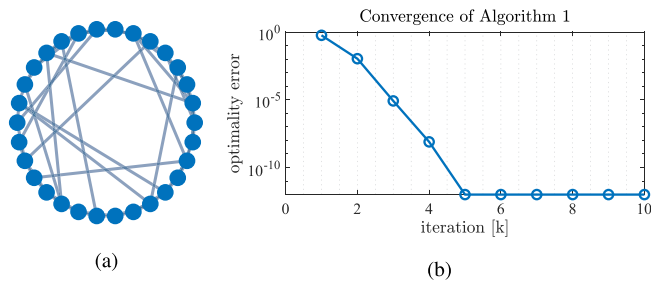 Convergence of Algorithm 1
10^0
10^-5
10^-10
optimality error
0 2 4 6 8 10
iteration [k]
(a)
(b)